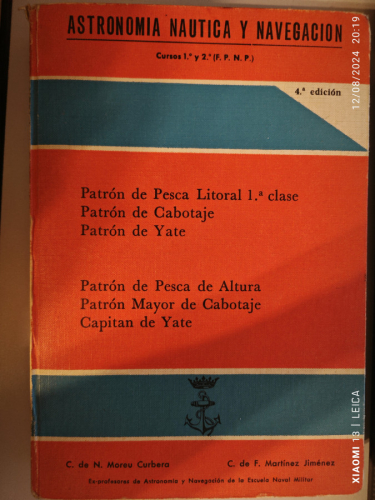 ASTRONOMIA NAUTICA Y NAVEGACION
Cursos 1.º y 2.º (F. P. N. P.)
4.ª edición
Patrón de Pesca Litoral 1.ª clase
Patrón de Cabotaje
Patrón de Yate
Patrón de Pesca de Altura
Patrón Mayor de Cabotaje
Capitan de Yate
C. de N. Moreu Curbera
C. de F. Martínez Jiménez
Ex-profesores de Astronomía y Navegación de la Escuela Naval Militar
XIAOMI 13 | LEICA
12/08/2024 20:19